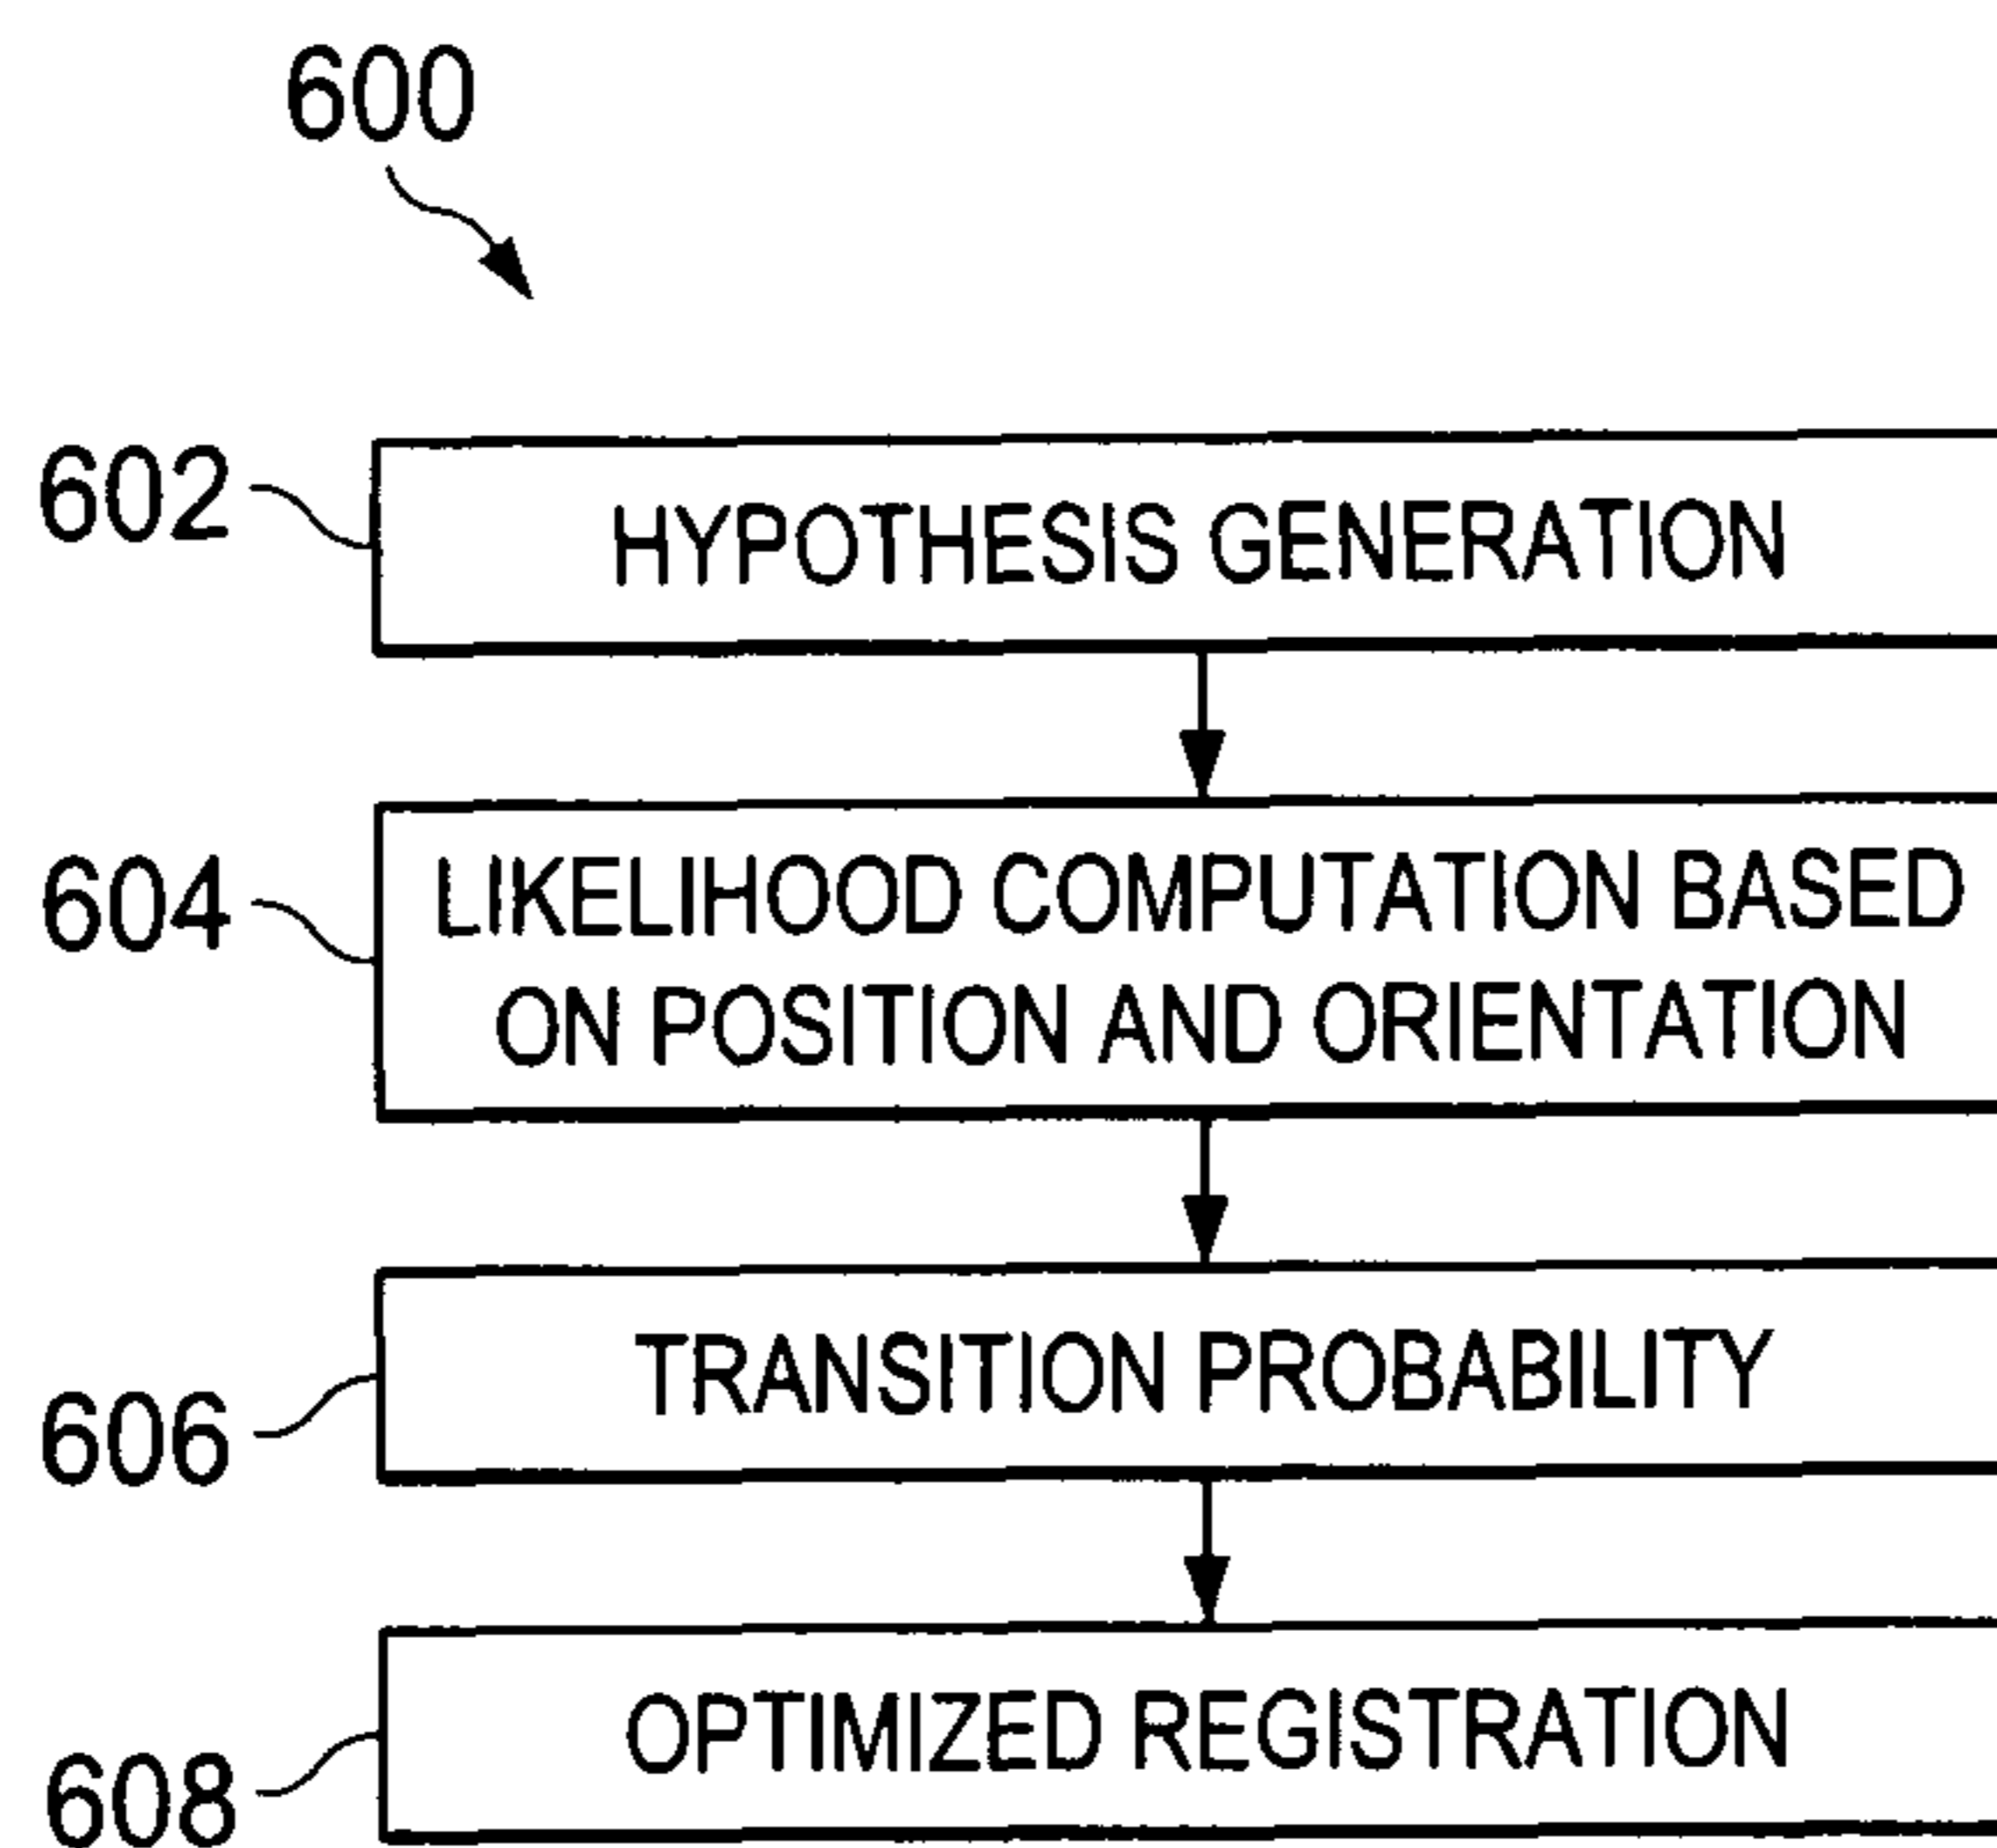 600
602
HYPOTHESIS GENERATION
604
LIKELIHOOD COMPUTATION BASED
ON POSITION AND ORIENTATION
606
TRANSITION PROBABILITY
608
OPTIMIZED REGISTRATION